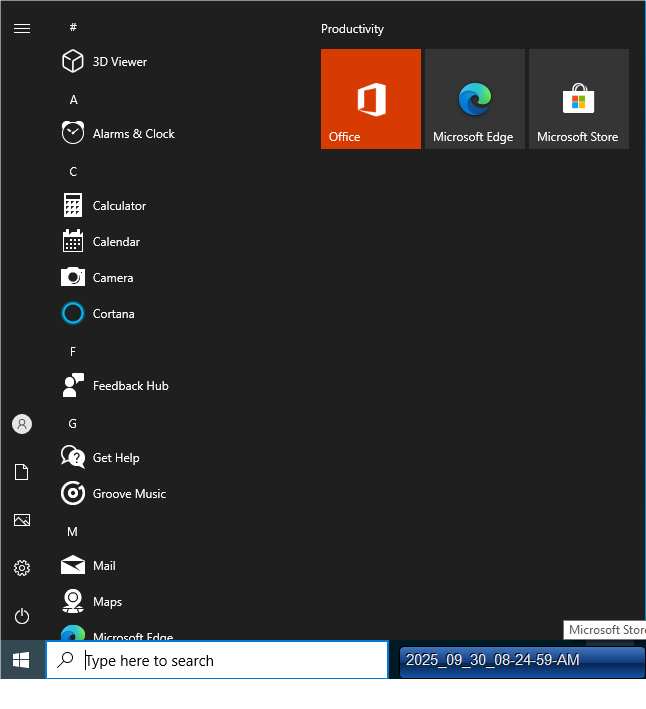 #
3D Viewer
A
Alarms & Clock
C
Calculator
Calendar
Camera
Cortana
F
Feedback Hub
G
Get Help
Groove Music
M
Mail
Maps
Microsoft Edge
Productivity
Office
Microsoft Edge
Microsoft Store
Microsoft Store
Type here to search
2025_09_30_08-24-59-AM